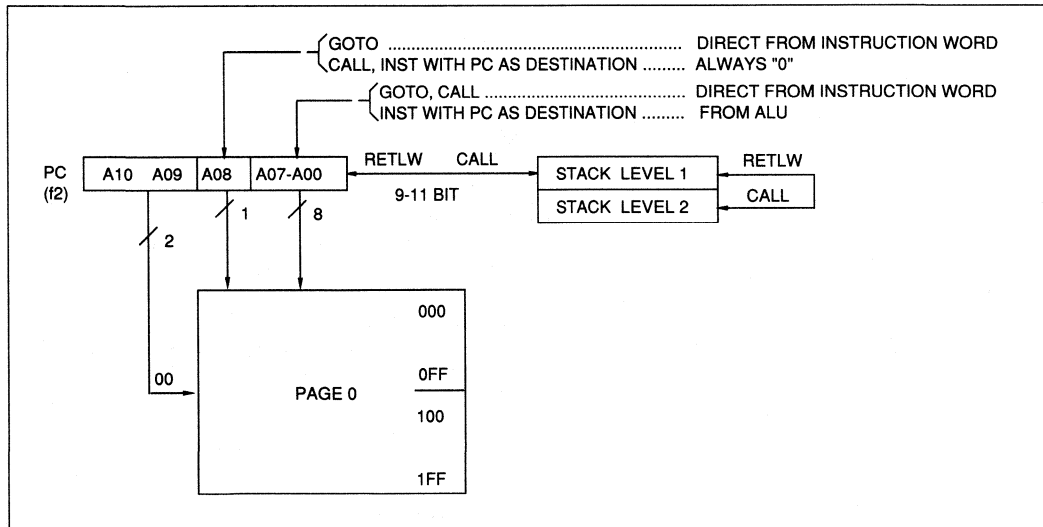 GOTO ........................................................ DIRECT FROM INSTRUCTION WORD
CALL, INST WITH PC AS DESTINATION ......... ALWAYS "0"
GOTO, CALL ...................................... DIRECT FROM INSTRUCTION WORD
INST WITH PC AS DESTINATION ......... FROM ALU
PC
(f2)
A10 A09 A08 A07-A00
RETLW CALL
9-11 BIT
STACK LEVEL 1
STACK LEVEL 2
RETLW
CALL
2
1
8
00
PAGE 0
000
0FF
100
1FF